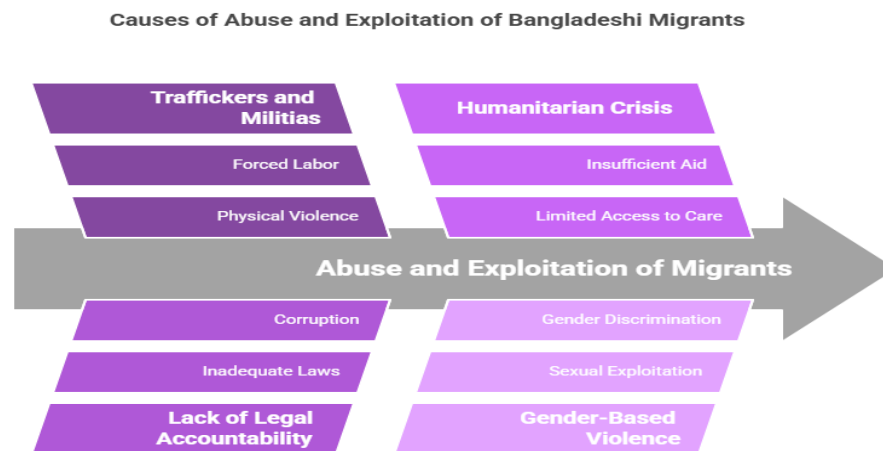 Causes of Abuse and Exploitation of Bangladeshi Migrants
Traffickers and
Militias
Forced Labor
Physical Violence
Humanitarian Crisis
Insufficient Aid
Limited Access to Care
Abuse and Exploitation of Migrants
Corruption
Inadequate Laws
Lack of Legal
Accountability
Gender Discrimination
Sexual Exploitation
Gender-Based
Violence